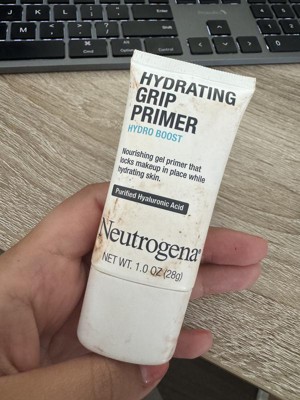 HYDRATING
GRIP
PRIMER
HYDRO BOOST
Nourishing gel primer that
locks makeup in place while
hydrating skin.
Purified Hyaluronic Acid
Neutrogena®
NET WT. 1.0 OZ (28g)